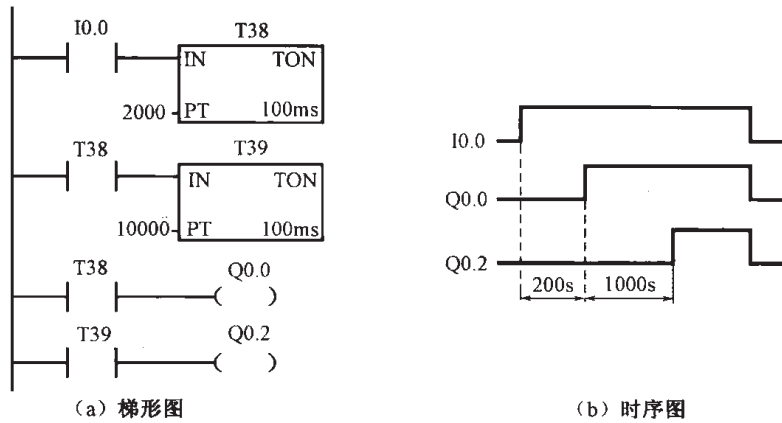 I0.0
T38
IN TON
2000 PT 100ms
T38
T39
IN TON
10000 PT 100ms
T38
Q0.0
T39
Q0.2
(a) 梯形图
I0.0
Q0.0
Q0.2
200s 1000s
(b) 时序图